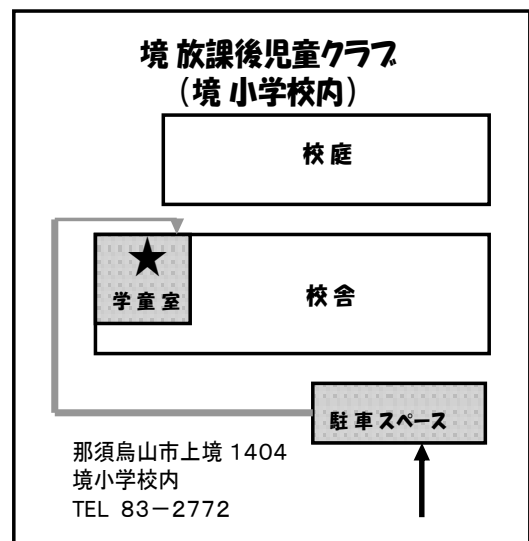 境 放課後児童クラブ
(境 小学校内)
校庭
★
学童室
校舎
駐車スペース
那須烏山市上境 1404
境小学校内
TEL 83－2772